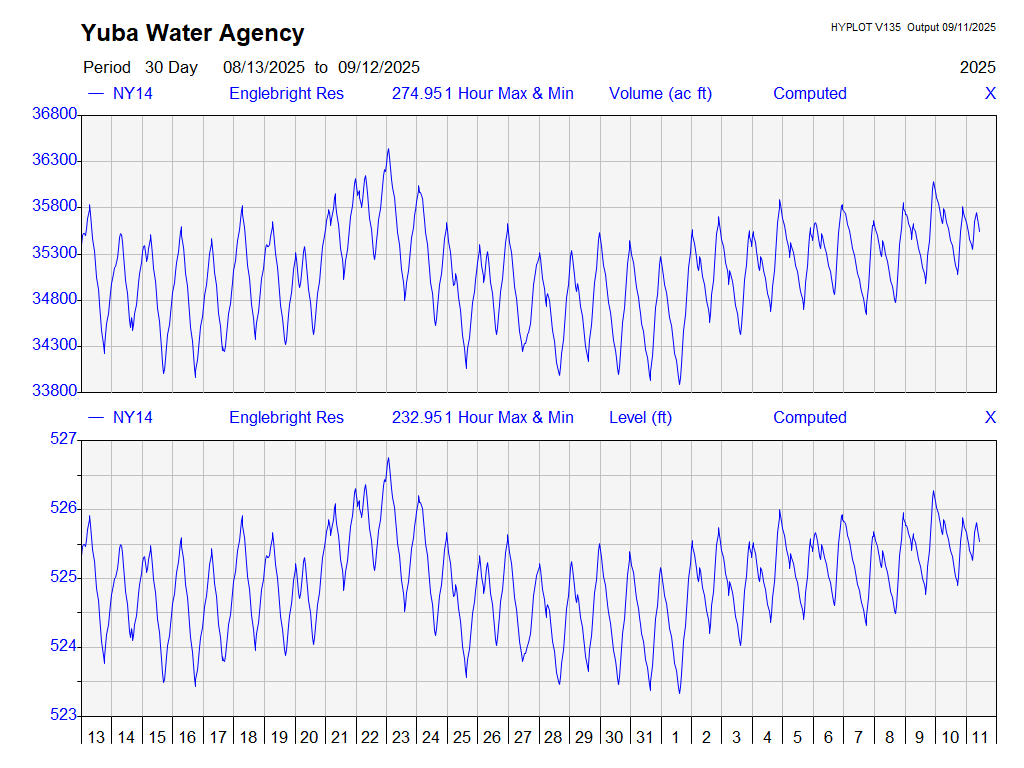 Yuba Water Agency
HYPLOT V135 Output 09/11/2025
Period 30 Day 08/13/2025 to 09/12/2025
2025
NY14 Englebright Res 274.951 Hour Max & Min Volume (ac ft) Computed X
36800
36300
35800
35300
34800
34300
33800
NY14 Englebright Res 232.951 Hour Max & Min Level (ft) Computed X
527
526
525
524
523
13 14 15 16 17 18 19 20 21 22 23 24 25 26 27 28 29 30 31 1 2 3 4 5 6 7 8 9 10 11